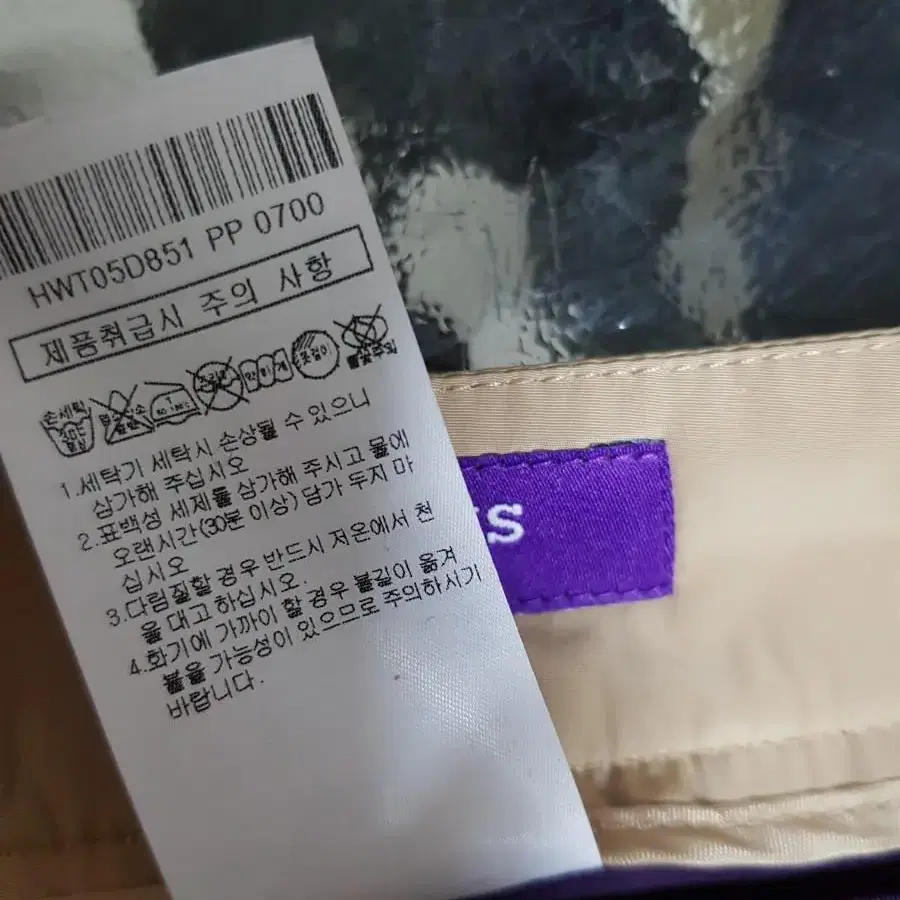 HWT05D851 PP 0700
제품취급시 주의 사항
손세탁
1.세탁기 세탁시 손상될 수 있으니
삼가해 주십시오
2.표백성 세제를 삼가해 주시고 물에
오랜시간(30분 이상) 담가 두지 마
십시오
3.다림질할 경우 반드시 저온에서 천
을 대고 하십시오.
4.화기에 가까이 할 경우 불길이 옮겨
붙을 가능성이 있으므로 주의하시기
바랍니다.
s